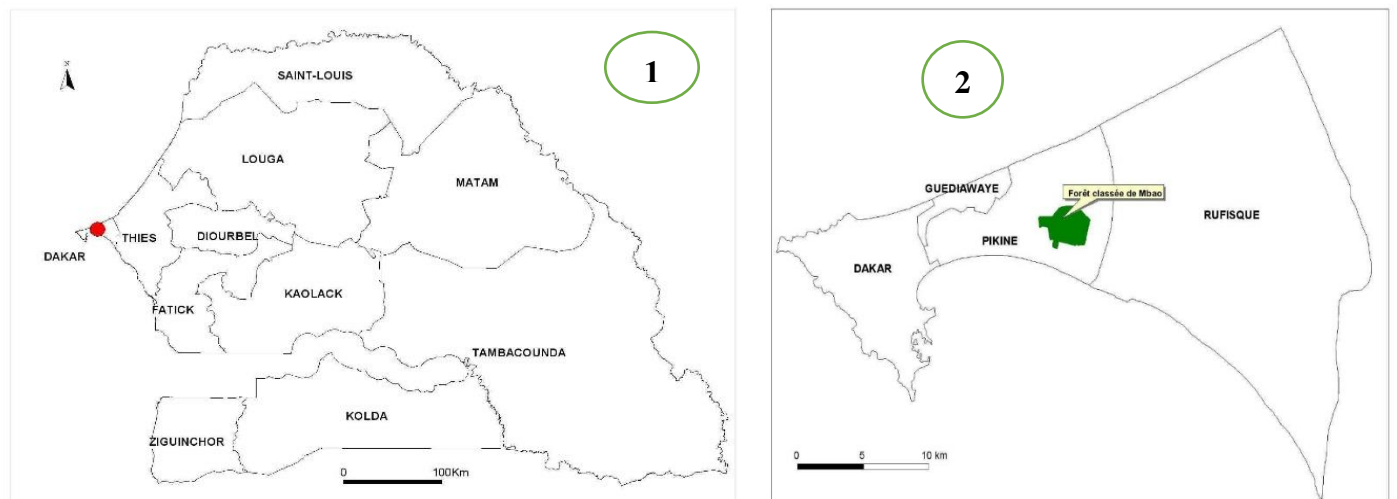 1
SAINT-LOUIS
LOUGA
MATAM
THIES
DIOURBEL
DAKAR
KAOLACK
FATICK
TAMBACOUNDA
KOLDA
ZIGUINCHOR
0 100Km
2
GUEDIAWAYE
Forêt classée de Mbao
RUFISQUE
PIKINE
DAKAR
0 5 10 km